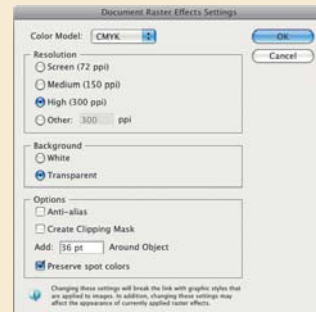 Document Raster Effects Settings
Color Model: CMYK
OK
Cancel
Resolution
Screen (72 ppi)
Medium (150 ppi)
High (300 ppi)
Other: 300 ppi
Background
White
Transparent
Options
Anti-alias
Create Clipping Mask
Add: 36 pt Around Object
Preserve spot colors
Changing these settings will break the link with graphic styles that
are applied to images. In addition, changing these settings may
affect the appearance of currently applied raster effects.